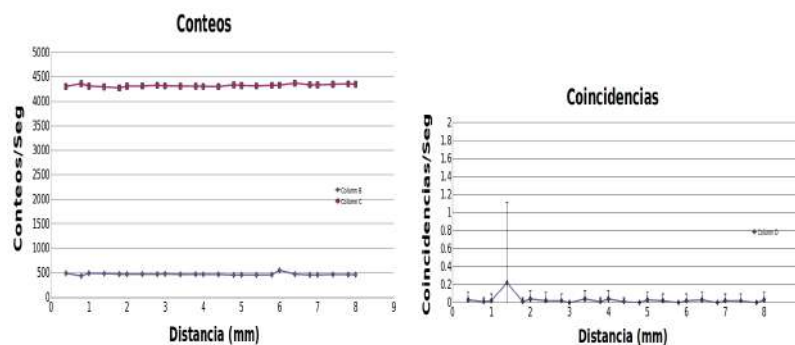 Conteos
5000
4500
4000
3500
3000
2500
2000
1500
1000
500
0
0 1 2 3 4 5 6 7 8 9
Conteos/Seg
Distancia (mm)
Column B
Column C
Coincidencias
2
1.8
1.6
1.4
1.2
1
0.8
0.6
0.4
0.2
0
0 1 2 3 4 5 6 7 8
Coincidencias/Seg
Distancia (mm)
Column D